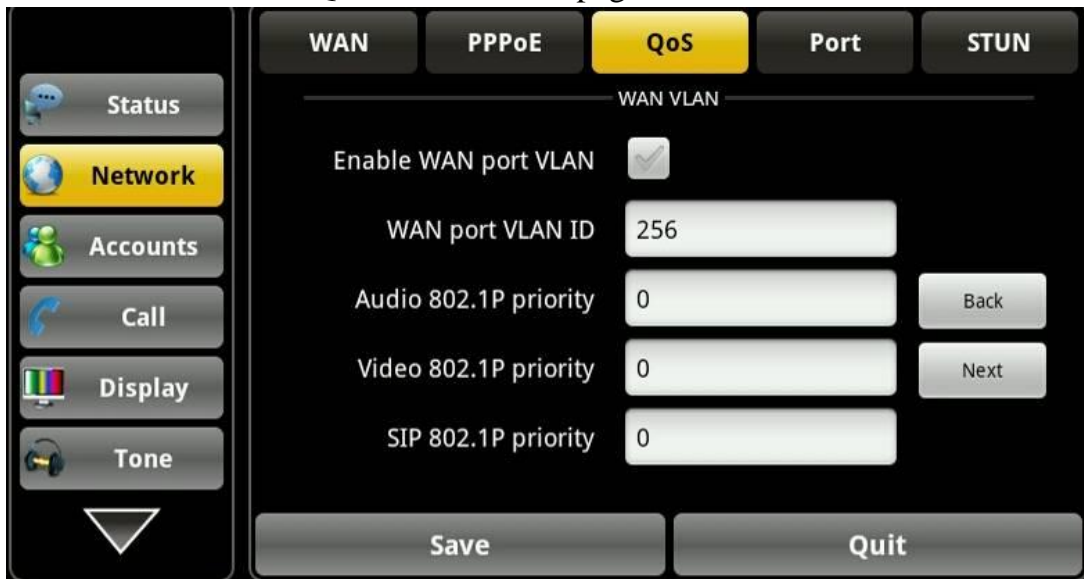 WAN PPPoE QoS Port STUN
Status
Network
Accounts
Call
Display
Tone
WAN VLAN
Enable WAN port VLAN
WAN port VLAN ID 256
Audio 802.1P priority 0
Video 802.1P priority 0
SIP 802.1P priority 0
Back
Next
Save Quit